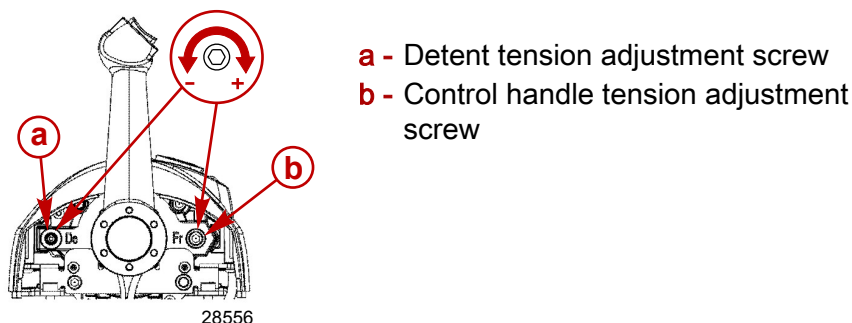 a - Detent tension adjustment screw
b - Control handle tension adjustment
screw
- +
a
b
De Fr
28556